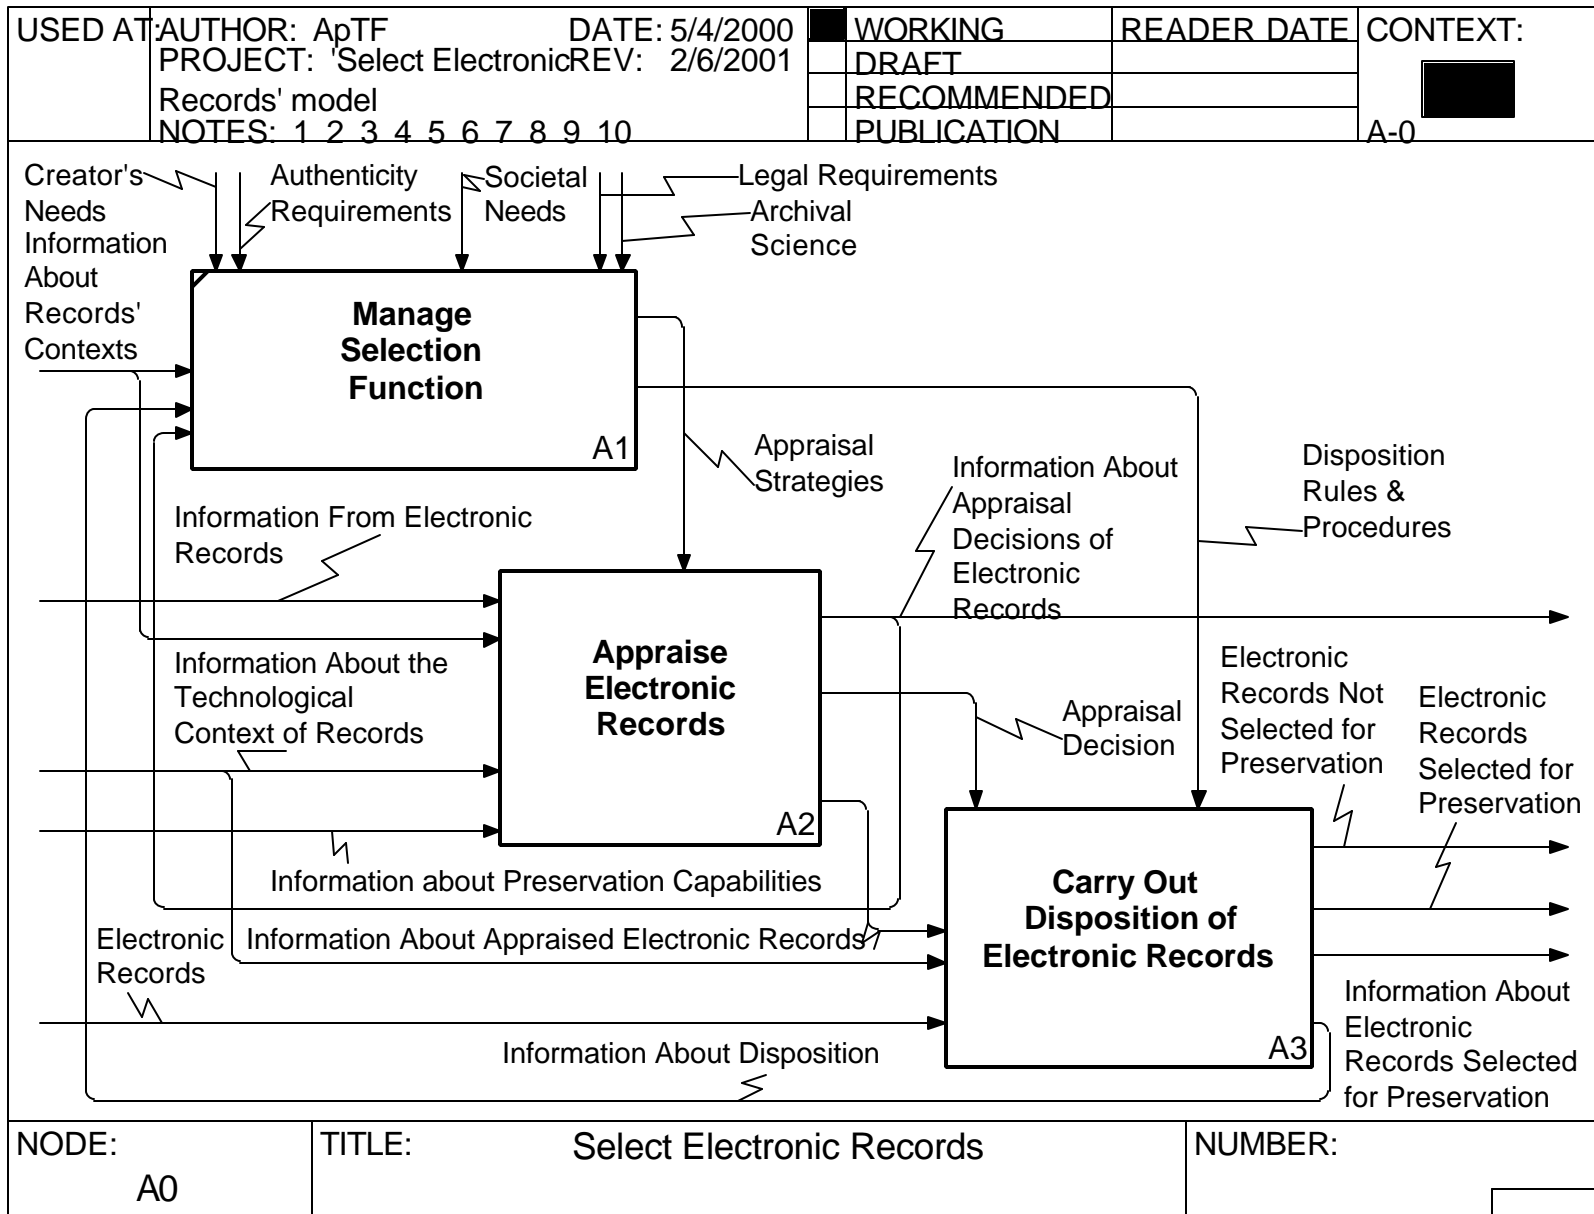 USED AT: AUTHOR: ApTF DATE: 5/4/2000 WORKING READER DATE CONTEXT:
PROJECT: 'Select Electronic REV: 2/6/2001 DRAFT
Records' model RECOMMENDED
NOTES: 1 2 3 4 5 6 7 8 9 10 PUBLICATION A-0
Creator's
Needs
Authenticity
Requirements
Societal
Needs
Legal Requirements
Archival
Science
Information
About
Records'
Contexts
Manage
Selection
Function
A1
Appraisal
Strategies
Information About
Appraisal
Decisions of
Electronic
Records
Disposition
Rules &
Procedures
Information From Electronic
Records
Appraise
Electronic
Records
A2
Information About the
Technological
Context of Records
Appraisal
Decision
Electronic
Records Not
Selected for
Preservation
Electronic
Records
Selected for
Preservation
Information about Preservation Capabilities
Carry Out
Disposition of
Electronic Records
A3
Electronic
Records
Information About Appraised Electronic Records
Information About Disposition
Information About
Electronic
Records Selected
for Preservation
NODE: TITLE: Select Electronic Records NUMBER:
A0